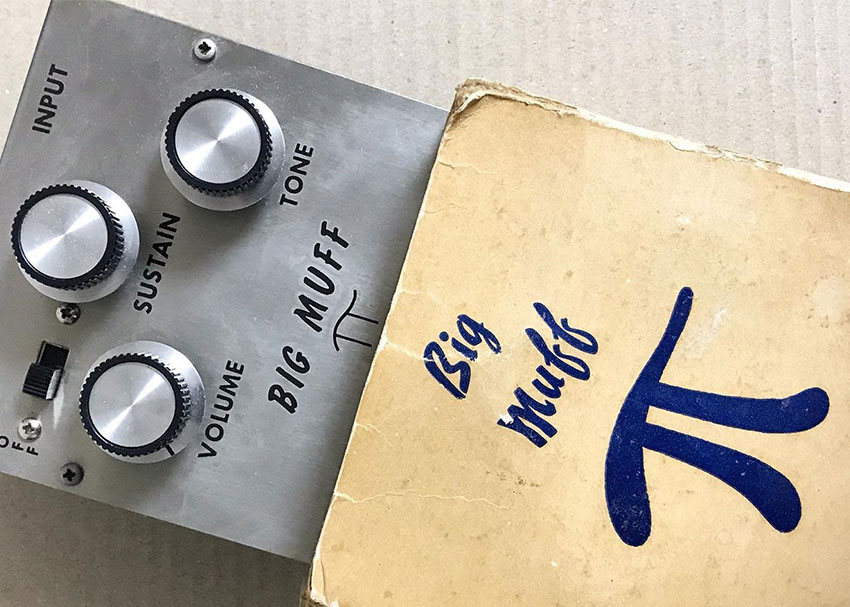 INPUT
TONE
SUSTAIN
VOLUME
OFF
BIG MUFF
π
Big
Muff
π